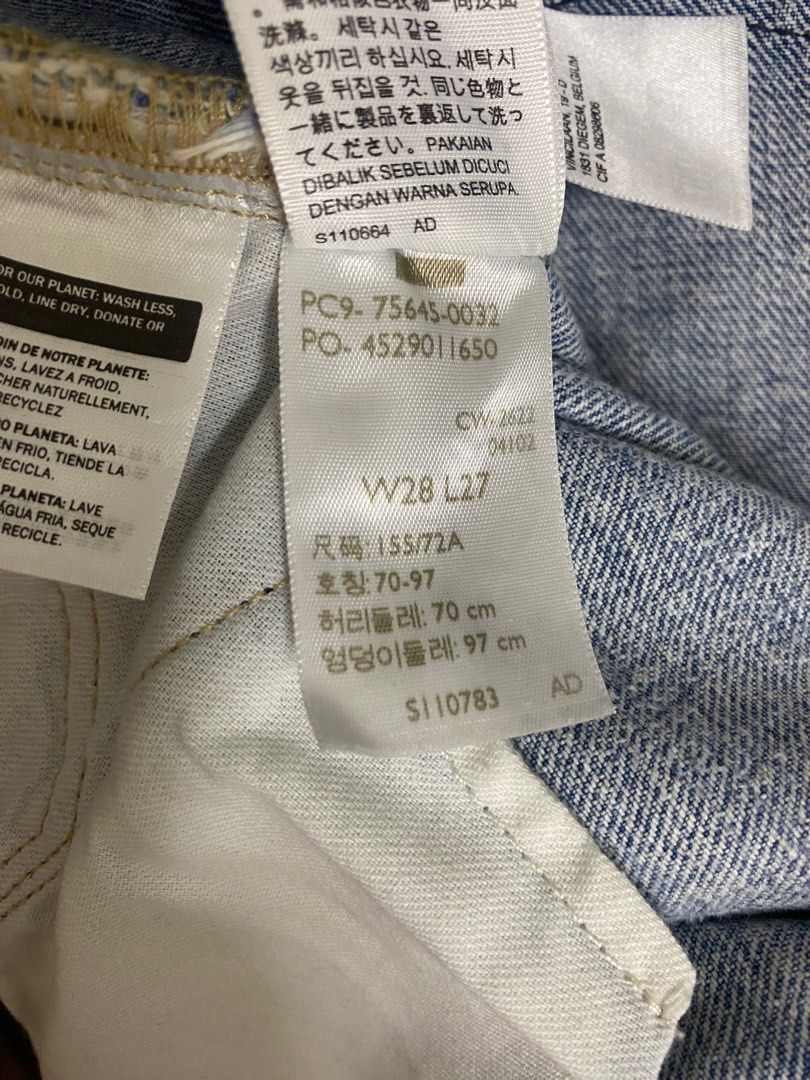 洗滌。세탁시 같은
색상끼리 하십시요. 세탁시
옷을 뒤집을 것. 同じ色物と
一緒に製品を裏返して洗っ
てください。PAKAIAN
DIBALIK SEBELUM DICUCI
DENGAN WARNA SERUPA.
S110664 AD
1831 DIEGEM, BELGIUM
OR OUR PLANET: WASH LESS,
OLD, LINE DRY, DONATE OR
OIN DE NOTRE PLANETE:
NS, LAVEZ A FROID,
CHER NATURELLEMENT,
RECYCLEZ
O PLANETA: LAVA
EN FRIO, TIENDE LA
RECICLA.
PLANETA: LAVE
ÁGUA FRIA, SEQUE
RECICLE.
PC9- 75645-0032
PO- 4529011650
CW- 2622
04102
W28 L27
尺码: 155/72A
호칭: 70-97
허리둘레: 70 cm
엉덩이둘레: 97 cm
S110783 AD